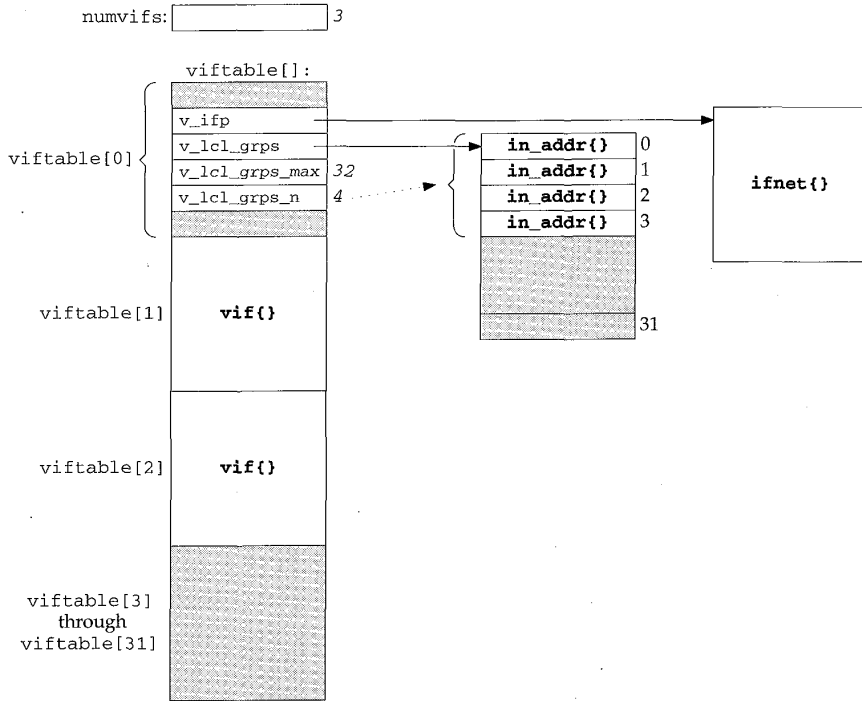 numvifs: 3
viftable[]:
viftable[0]
v_ifp
v_lcl_grps
v_lcl_grps_max 32
v_lcl_grps_n 4
in_addr{} 0
in_addr{} 1
in_addr{} 2
in_addr{} 3
31
ifnet{}
viftable[1] vif{}
viftable[2] vif{}
viftable[3]
through
viftable[31]